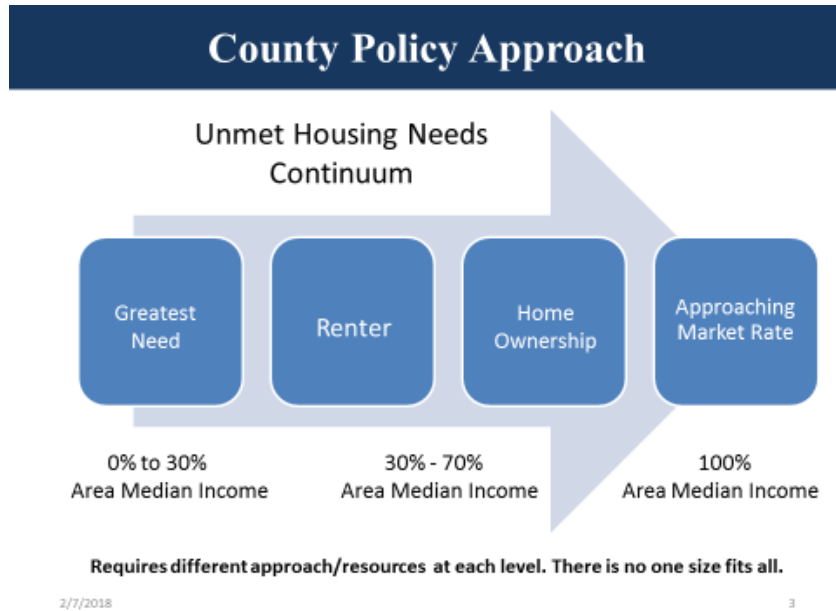 County Policy Approach
Unmet Housing Needs
Continuum
Greatest
Need
Renter
Home
Ownership
Approaching
Market Rate
0% to 30%
Area Median Income
30% - 70%
Area Median Income
100%
Area Median Income
Requires different approach/resources at each level. There is no one size fits all.
2/7/2018
3